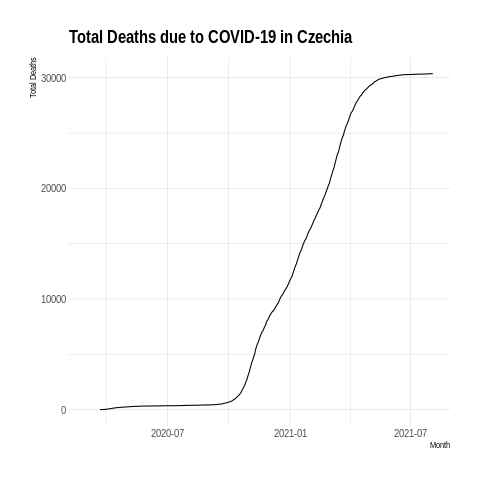 Total Deaths due to COVID-19 in Czechia
Total Deaths
30000
20000
10000
0
2020-07 2021-01 2021-07
Month